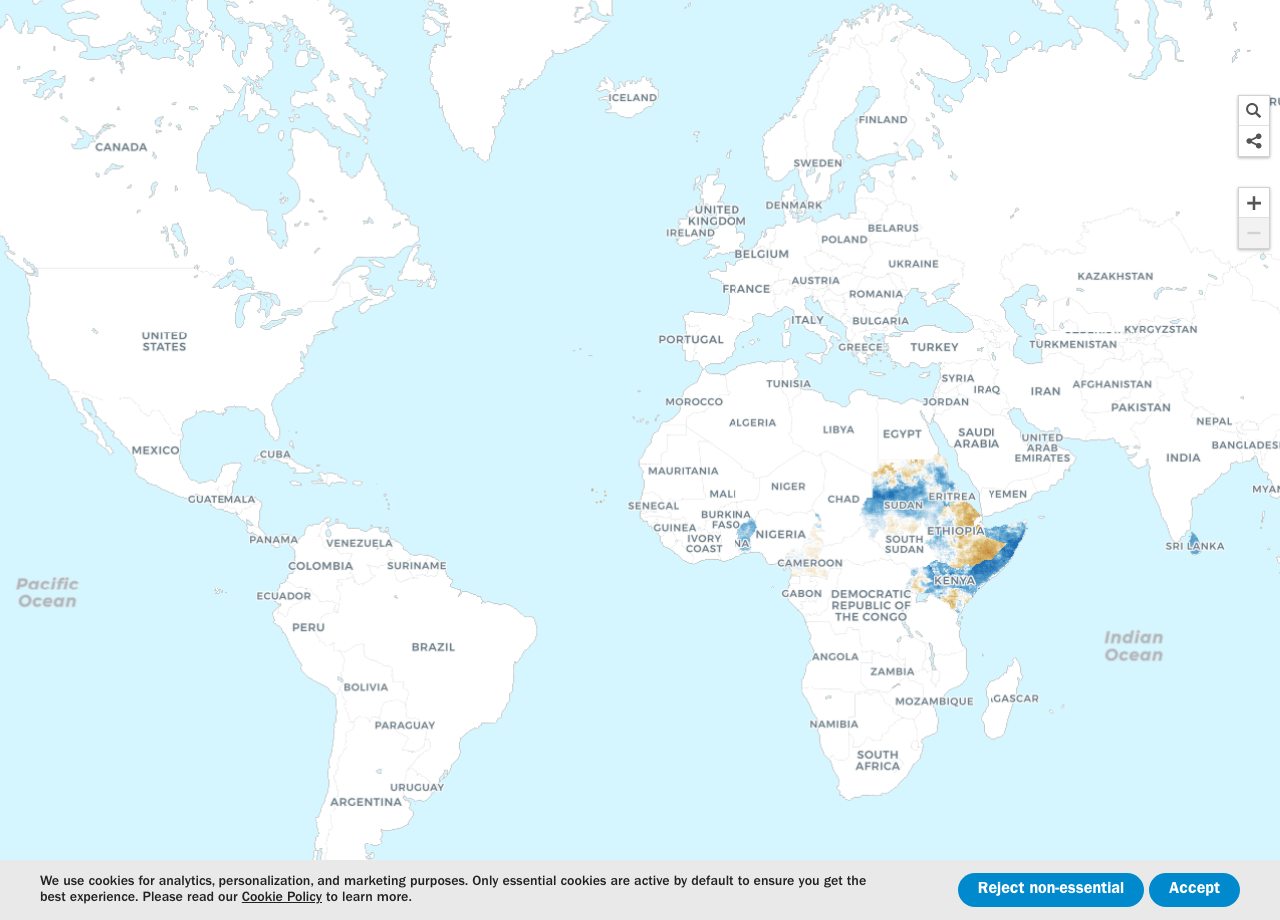 ICELAND
FINLAND
CANADA
SWEDEN
DENMARK
UNITED
KINGDOM
IRELAND
BELARUS
POLAND
BELGIUM
UKRAINE
KAZAKHSTAN
AUSTRIA
FRANCE
ROMANIA
ITALY
BULGARIA
KYRGYZSTAN
UNITED
STATES
PORTUGAL
GREECE
TURKEY
TURKMENISTAN
SYRIA
TUNISIA
IRAQ
IRAN
AFGHANISTAN
MOROCCO
JORDAN
PAKISTAN
ALGERIA
LIBYA
EGYPT
SAUDI
ARABIA
NEPAL
UNITED
ARAB
EMIRATES
BANGLADESH
MEXICO
CUBA
INDIA
MAURITANIA
NIGER
MALI
CHAD
ERITREA
YEMEN
GUATEMALA
SENEGAL
SUDAN
BURKINA
FASO
GUINEA
NIGERIA
ETHIOPIA
PANAMA
VENEZUELA
IVORY
COAST
NA
SOUTH
SUDAN
SRI LANKA
COLOMBIA
SURINAME
CAMEROON
KENYA
Pacific
Ocean
ECUADOR
GABON
DEMOCRATIC
REPUBLIC OF
THE CONGO
PERU
BRAZIL
Indian
Ocean
ANGOLA
ZAMBIA
BOLIVIA
MOZAMBIQUE
GASCAR
PARAGUAY
NAMIBIA
SOUTH
AFRICA
URUGUAY
ARGENTINA
We use cookies for analytics, personalization, and marketing purposes. Only essential cookies are active by default to ensure you get the
best experience. Please read our Cookie Policy to learn more.
Reject non-essential
Accept